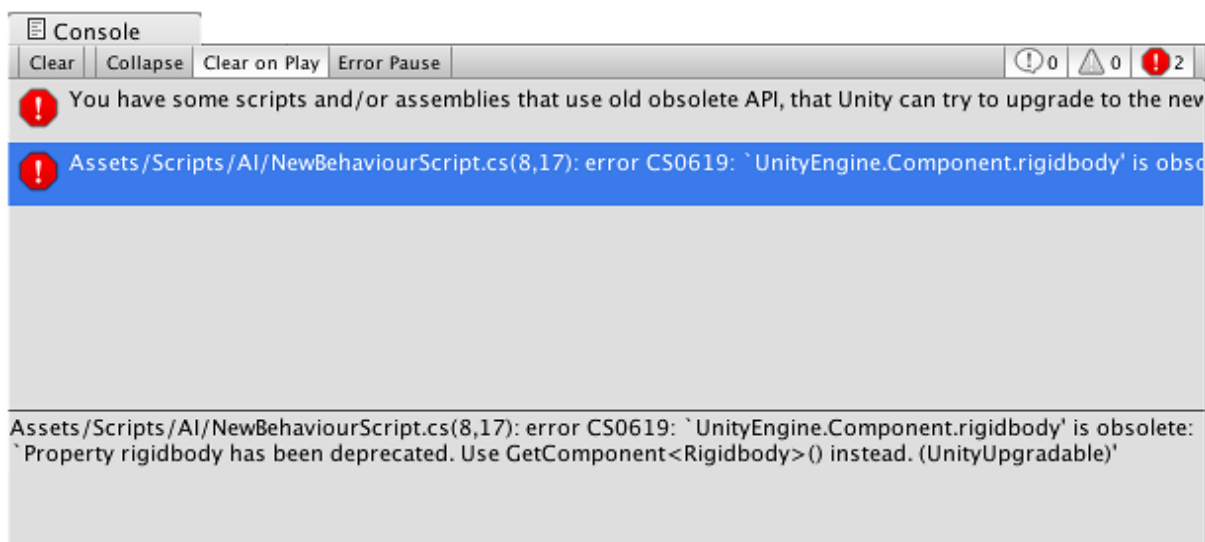 Console
Clear Collapse Clear on Play Error Pause 0 0 2
You have some scripts and/or assemblies that use old obsolete API, that Unity can try to upgrade to the new
Assets/Scripts/AI/NewBehaviourScript.cs(8,17): error CS0619: `UnityEngine.Component.rigidbody' is obso
Assets/Scripts/AI/NewBehaviourScript.cs(8,17): error CS0619: `UnityEngine.Component.rigidbody' is obsolete:
`Property rigidbody has been deprecated. Use GetComponent<Rigidbody>() instead. (UnityUpgradable)'